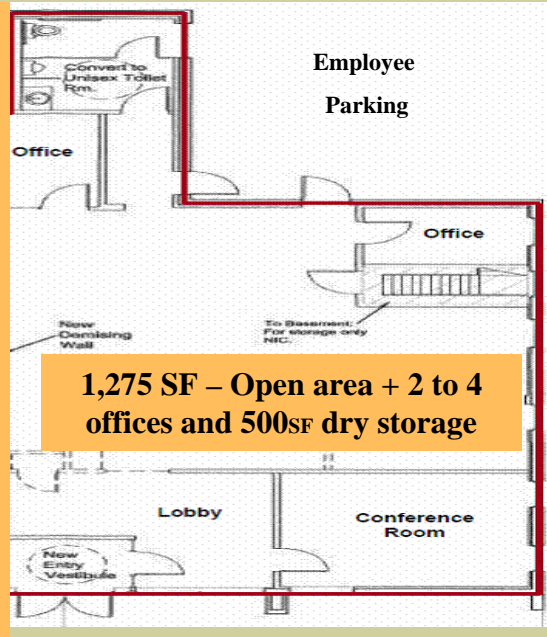 Employee
Parking
Convert to
Unisex Toilet
Rm.
Office
Office
To Basement;
For storage only
NIC.
New
Demising
Wall
1,275 SF – Open area + 2 to 4
offices and 500SF dry storage
Lobby
Conference
Room
New
Entry
Vestibule